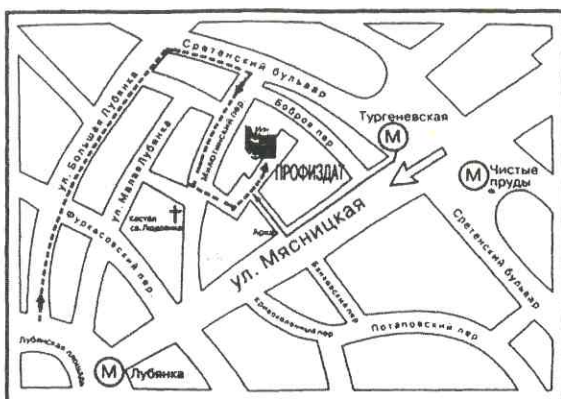 Сретенский бульвар
ул. Большая Лубянка
Бобров пер
Тургеневская
М
Милютинский пер.
ул. Малая Лубянка
ПРОФИЗДАТ
М
Чистые
пруды
Костел
св. Людовика
Фуркасовский пер.
Арка
ул. Мясницкая
Сретенский бульвар
Банковский пер
Кривоколенный пер
Потаповский пер
Лубянская площадь
М
Лубянка